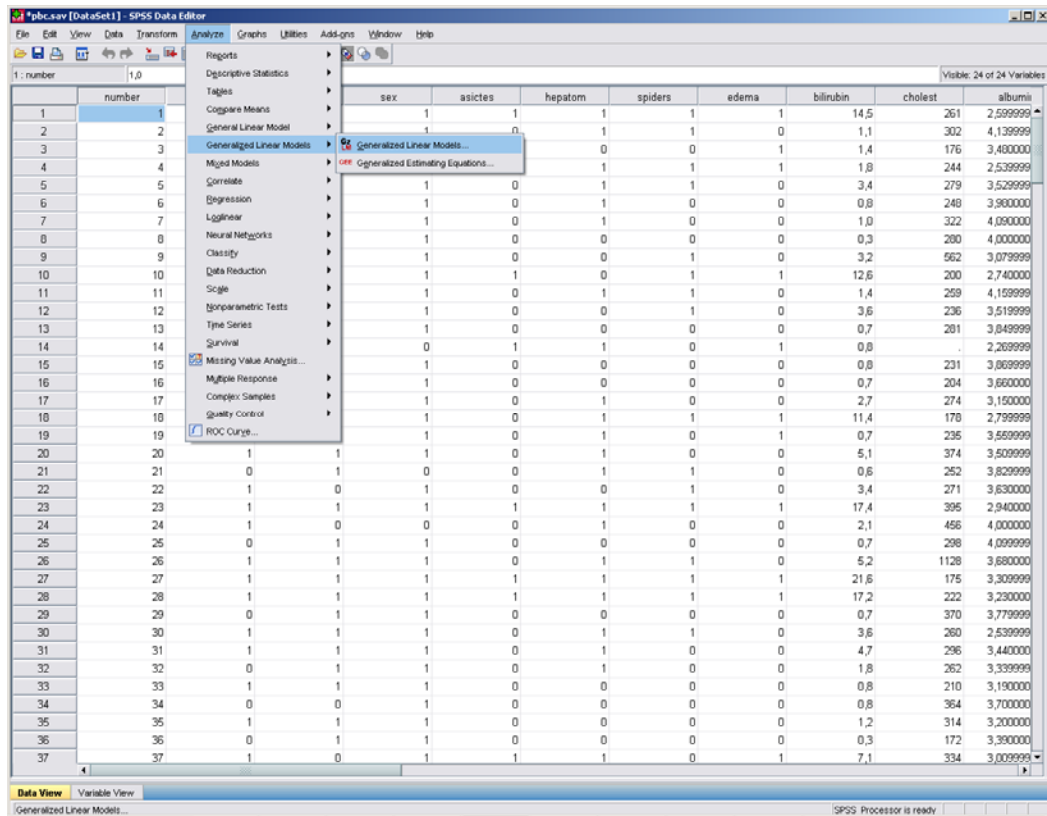 *pbc.sav [DataSet1] - SPSS Data Editor
File Edit View Data Transform Analyze Graphs Utilities Add-ons Window Help
1 : number 1,0 Visible: 24 of 24 Variables
number sex asictes hepatom spiders edema bilirubin cholest albumi
Reports
Descriptive Statistics
Tables
Compare Means
General Linear Model
Generalized Linear Models
Mixed Models
Correlate
Regression
Loglinear
Neural Networks
Classify
Data Reduction
Scale
Nonparametric Tests
Time Series
Survival
Missing Value Analysis...
Multiple Response
Complex Samples
Quality Control
ROC Curve...
Generalized Linear Models...
GEE Generalized Estimating Equations...
1 1 1 1 1 1 1 14,5 261 2,599999
2 2 1 0 1 1 0 1,1 302 4,139999
3 3 0 0 1 1,4 176 3,480000
4 4 1 1 1 1,8 244 2,539999
5 5 1 0 1 1 0 3,4 279 3,529999
6 6 1 0 1 0 0 0,8 248 3,980000
7 7 1 0 1 0 0 1,0 322 4,090000
8 8 1 0 0 0 0 0,3 280 4,000000
9 9 1 0 0 1 0 3,2 562 3,079999
10 10 1 1 0 1 1 12,6 200 2,740000
11 11 1 0 1 1 0 1,4 259 4,159999
12 12 1 0 1 1 0 3,6 236 3,519999
13 13 1 0 0 0 0 0,7 281 3,849999
14 14 0 1 1 0 1 0,8 . 2,269999
15 15 1 0 0 0 0 0,8 231 3,869999
16 16 1 0 0 0 0 0,7 204 3,660000
17 17 1 0 1 1 0 2,7 274 3,150000
18 18 1 0 1 1 1 11,4 178 2,799999
19 19 1 0 1 0 1 0,7 235 3,559999
20 20 1 1 1 0 1 0 0 5,1 374 3,509999
21 21 0 1 0 0 1 1 0 0,6 252 3,829999
22 22 1 0 1 0 0 1 0 3,4 271 3,630000
23 23 1 1 1 1 1 1 1 17,4 395 2,940000
24 24 1 0 0 0 1 0 0 2,1 456 4,000000
25 25 0 1 1 0 0 0 0 0,7 298 4,099999
26 26 1 1 1 0 1 1 0 5,2 1128 3,680000
27 27 1 1 1 1 1 1 1 21,6 175 3,309999
28 28 1 1 1 1 1 1 1 17,2 222 3,230000
29 29 0 1 1 0 0 0 0 0,7 370 3,779999
30 30 1 1 1 0 1 1 0 3,6 260 2,539999
31 31 1 1 1 0 1 0 0 4,7 296 3,440000
32 32 0 1 1 0 1 0 0 1,8 262 3,339999
33 33 1 1 1 0 0 0 0 0,8 210 3,190000
34 34 0 0 1 0 0 0 0 0,8 364 3,700000
35 35 1 1 1 0 0 0 0 1,2 314 3,200000
36 36 0 1 1 0 0 0 0 0,3 172 3,390000
37 37 1 0 1 1 1 0 1 7,1 334 3,009999
Data View Variable View
Generalized Linear Models... SPSS Processor is ready